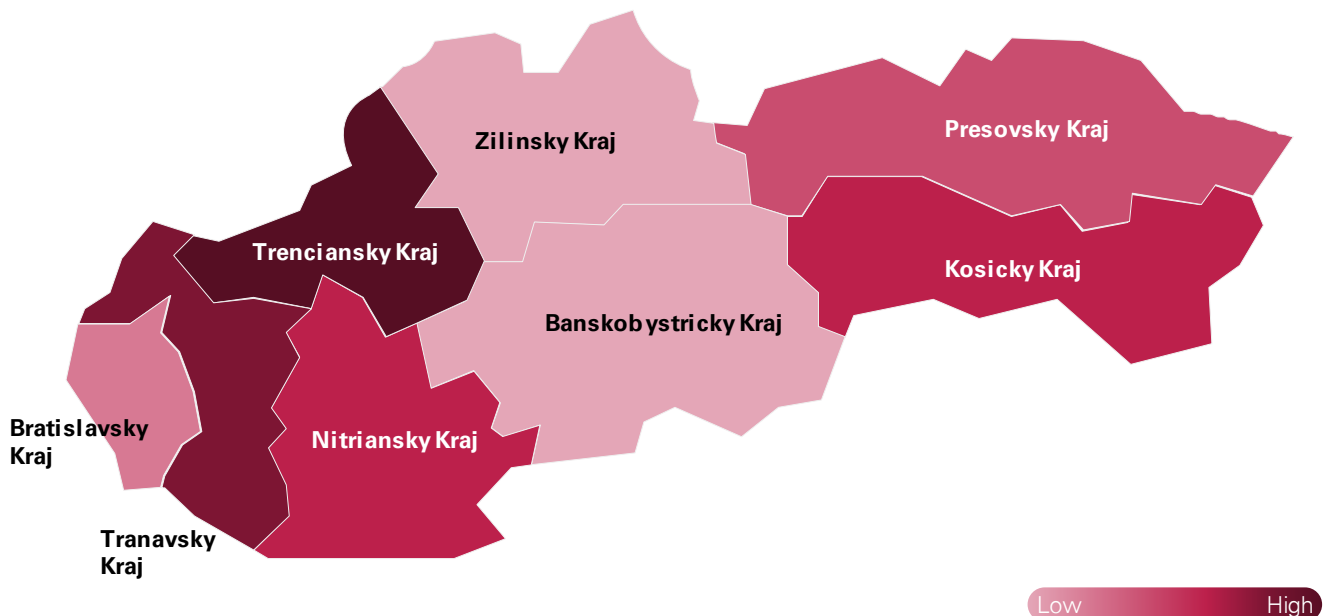 Presovsky Kraj
Zilinsky Kraj
Trenciansky Kraj
Kosicky Kraj
Banskobystricky Kraj
Bratislavsky
Kraj
Nitriansky Kraj
Tranavsky
Kraj
Low
High